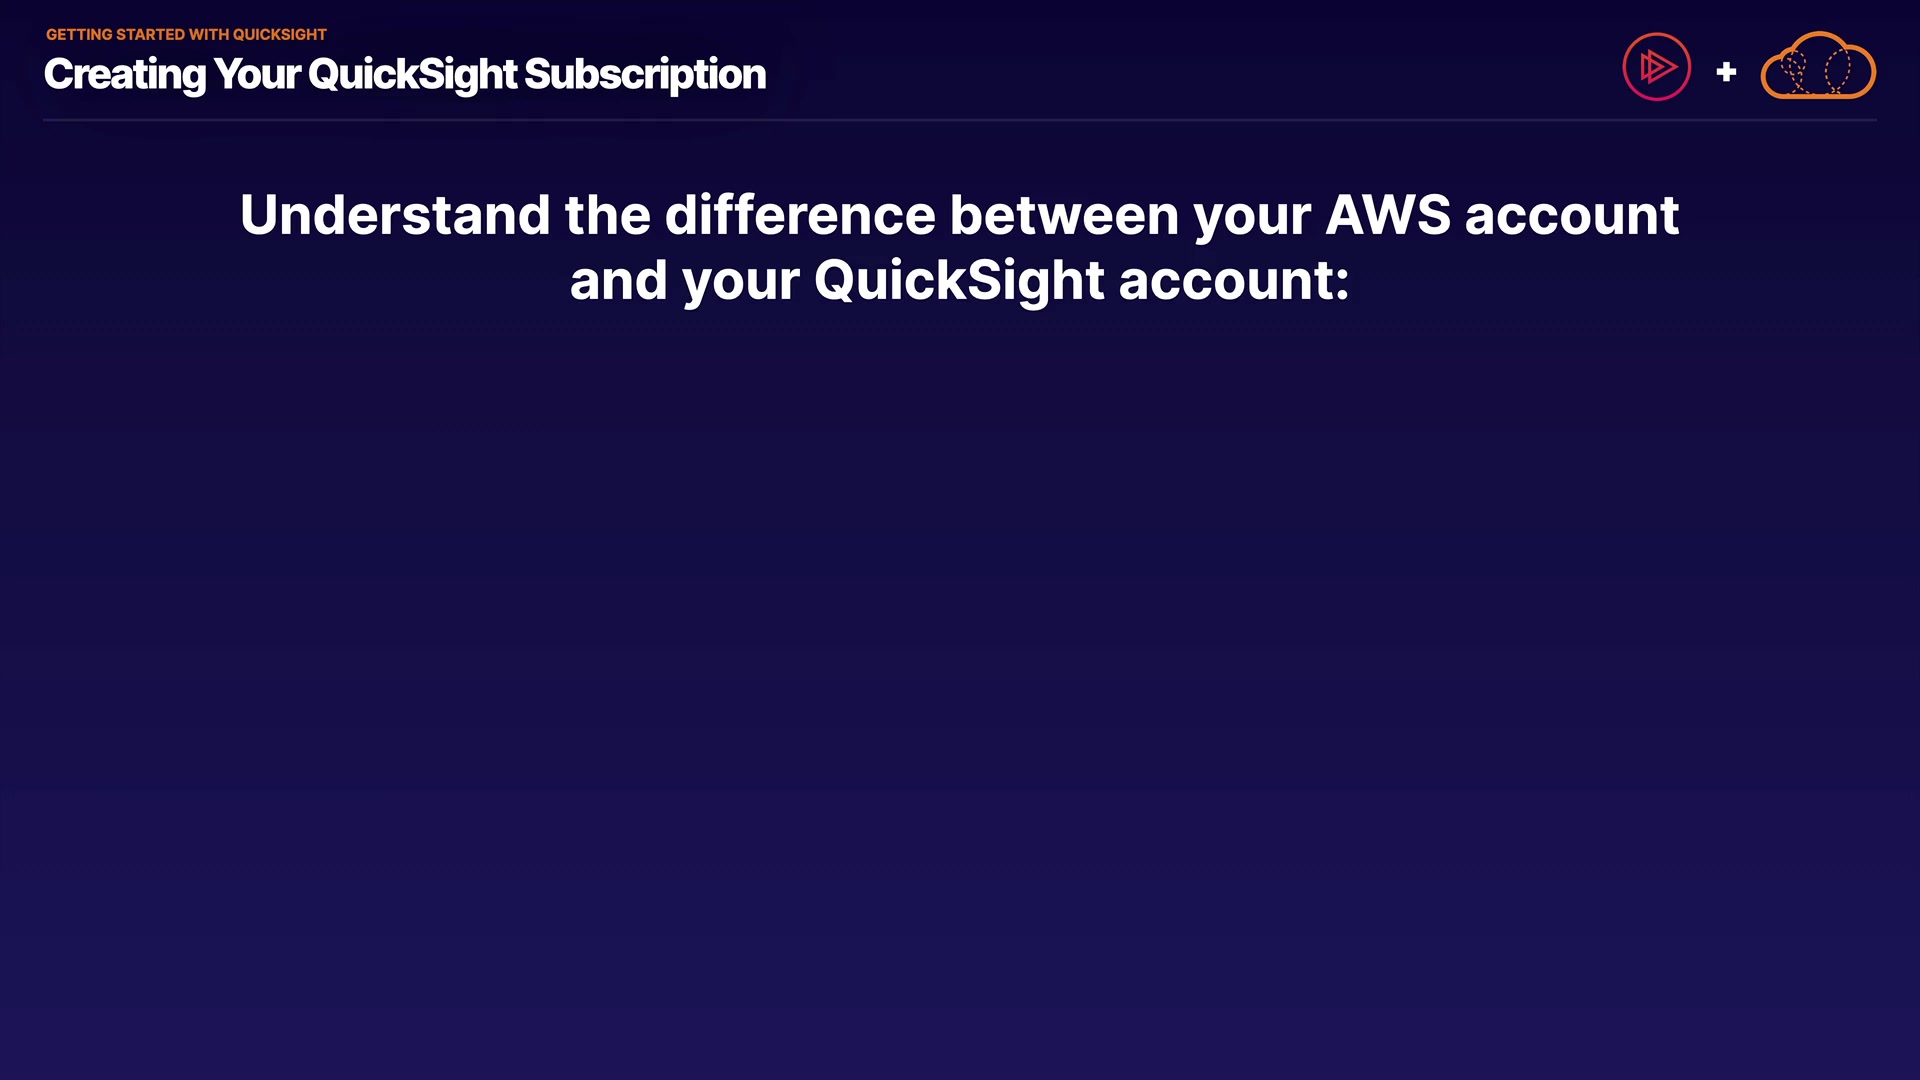 GETTING STARTED WITH QUICKSIGHT
Creating Your QuickSight Subscription
+
Understand the difference between your AWS account
and your QuickSight account: